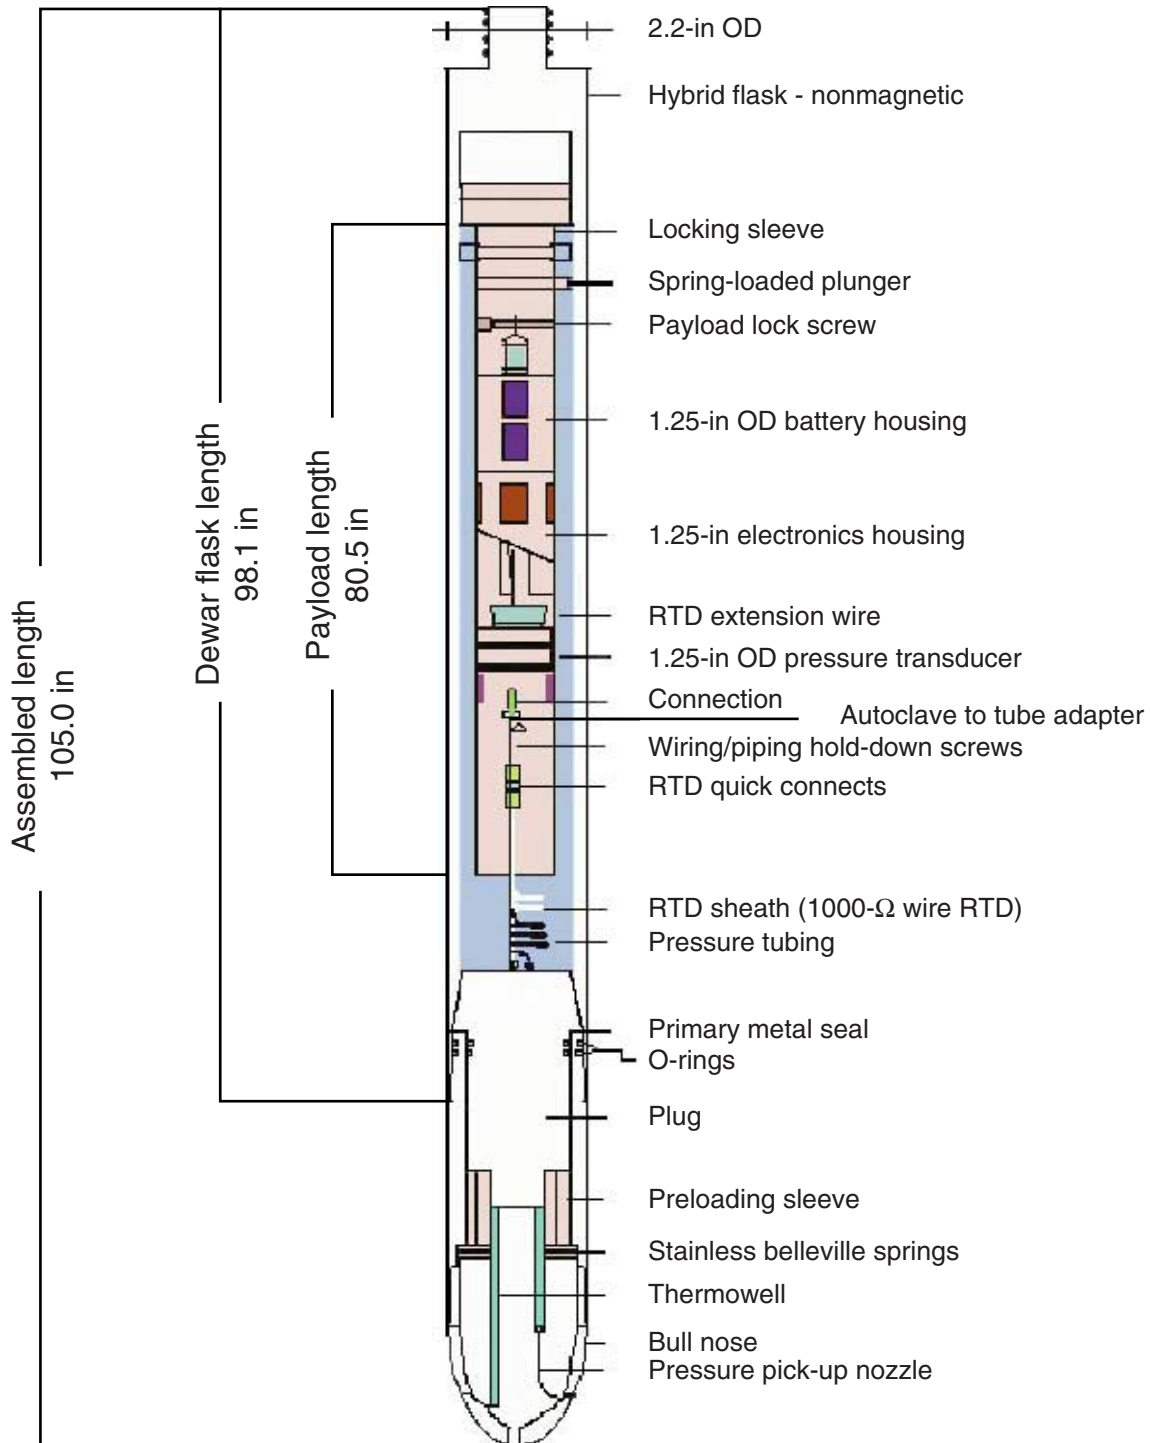 2.2-in OD
Hybrid flask - nonmagnetic
Locking sleeve
Spring-loaded plunger
Payload lock screw
1.25-in OD battery housing
1.25-in electronics housing
RTD extension wire
1.25-in OD pressure transducer
Connection
Autoclave to tube adapter
Wiring/piping hold-down screws
RTD quick connects
RTD sheath (1000-Ω wire RTD)
Pressure tubing
Primary metal seal
O-rings
Plug
Preloading sleeve
Stainless belleville springs
Thermowell
Bull nose
Pressure pick-up nozzle
Assembled length
105.0 in
Dewar flask length
98.1 in
Payload length
80.5 in